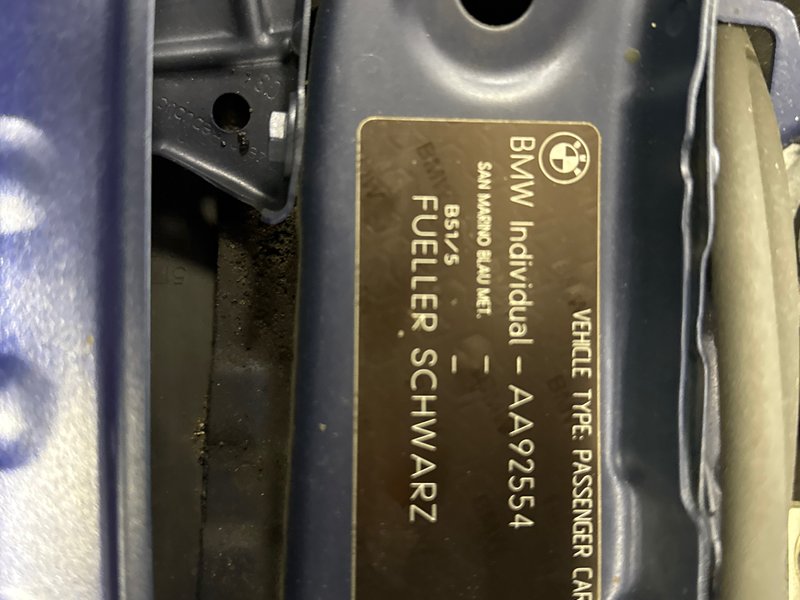 VEHICLE TYPE: PASSENGER CAR
BMW Individual - AA92554
SAN MARINO BLAU MET. -
B51/5 -
FUELLER SCHWARZ